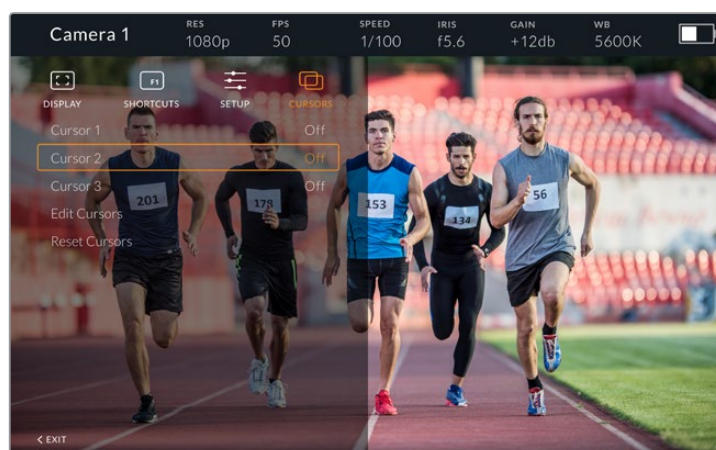 Camera 1
RES FPS SPEED IRIS GAIN WB
1080p 50 1/100 f5.6 +12db 5600K
F1
DISPLAY SHORTCUTS SETUP CURSORS
Cursor 1 Off
Cursor 2 Off
Cursor 3 Off
Edit Cursors
Reset Cursors
201
178
153
134
56
< EXIT